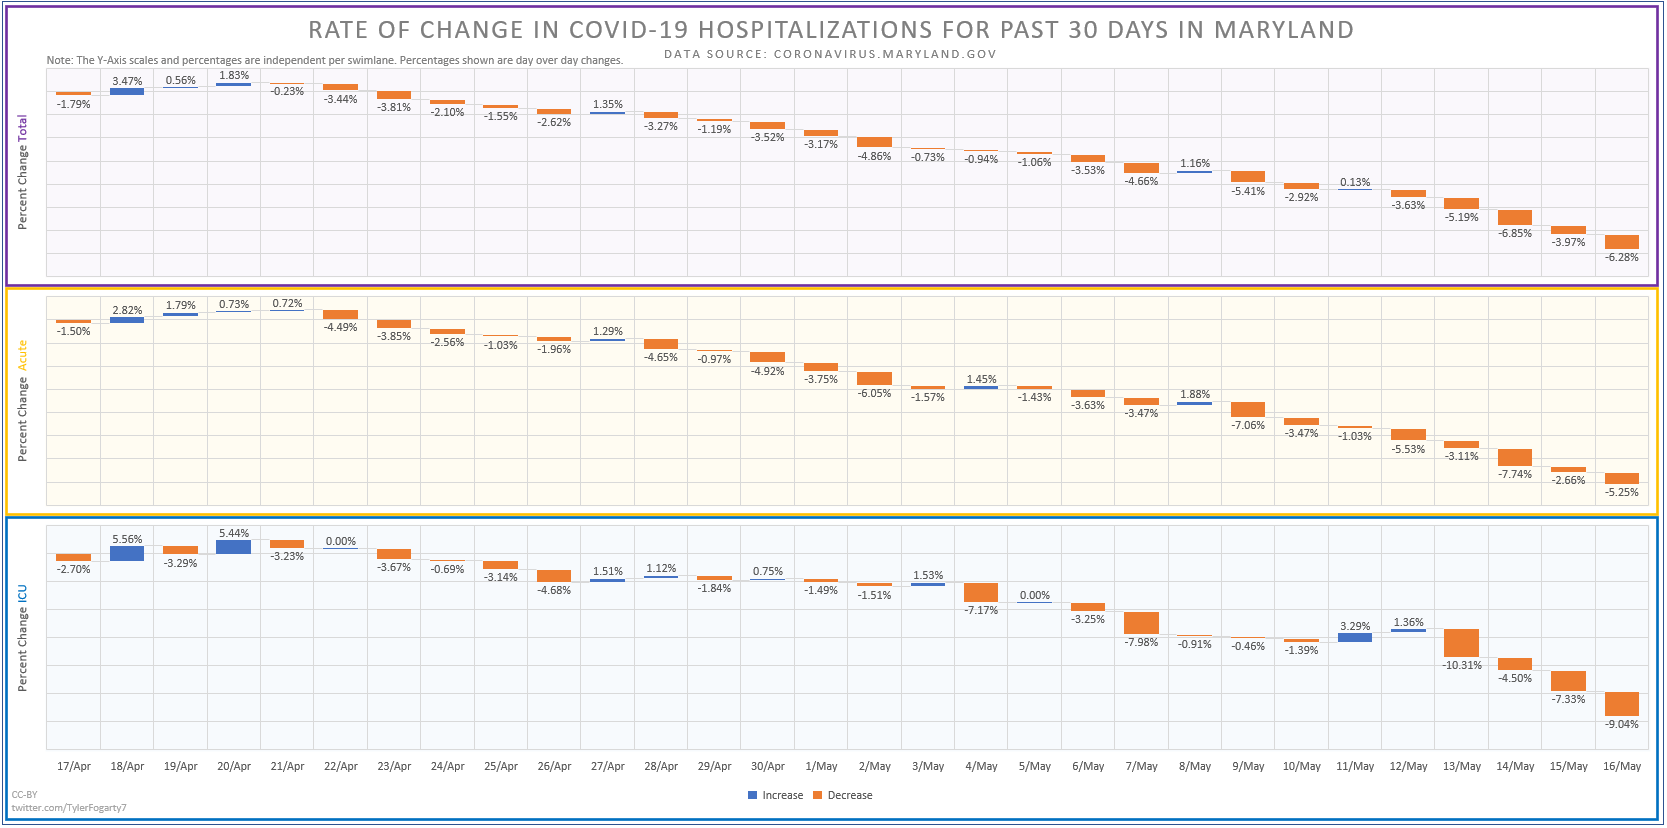 RATE OF CHANGE IN COVID-19 HOSPITALIZATIONS FOR PAST 30 DAYS IN MARYLAND
DATA SOURCE: CORONAVIRUS.MARYLAND.GOV
Note: The Y-Axis scales and percentages are independent per swimlane. Percentages shown are day over day changes.
Percent Change Total
-1.79% 3.47% 0.56% 1.83% -0.23% -3.44% -3.81% -2.10% -1.55% -2.62% 1.35% -3.27% -1.19% -3.52% -3.17% -4.86% -0.73% -0.94% -1.06% -3.53% -4.66% 1.16% -5.41% -2.92% 0.13% -3.63% -5.19% -6.85% -3.97% -6.28%
Percent Change Acute
-1.50% 2.82% 1.79% 0.73% 0.72% -4.49% -3.85% -2.56% -1.03% -1.96% 1.29% -4.65% -0.97% -4.92% -3.75% -6.05% -1.57% 1.45% -1.43% -3.63% -3.47% 1.88% -7.06% -3.47% -1.03% -5.53% -3.11% -7.74% -2.66% -5.25%
Percent Change ICU
-2.70% 5.56% -3.29% 5.44% -3.23% 0.00% -3.67% -0.69% -3.14% -4.68% 1.51% 1.12% -1.84% 0.75% -1.49% -1.51% 1.53% -7.17% 0.00% -3.25% -7.98% -0.91% -0.46% -1.39% 3.29% 1.36% -10.31% -4.50% -7.33% -9.04%
17/Apr 18/Apr 19/Apr 20/Apr 21/Apr 22/Apr 23/Apr 24/Apr 25/Apr 26/Apr 27/Apr 28/Apr 29/Apr 30/Apr 1/May 2/May 3/May 4/May 5/May 6/May 7/May 8/May 9/May 10/May 11/May 12/May 13/May 14/May 15/May 16/May
Increase Decrease
CC-BY
twitter.com/TylerFogarty7